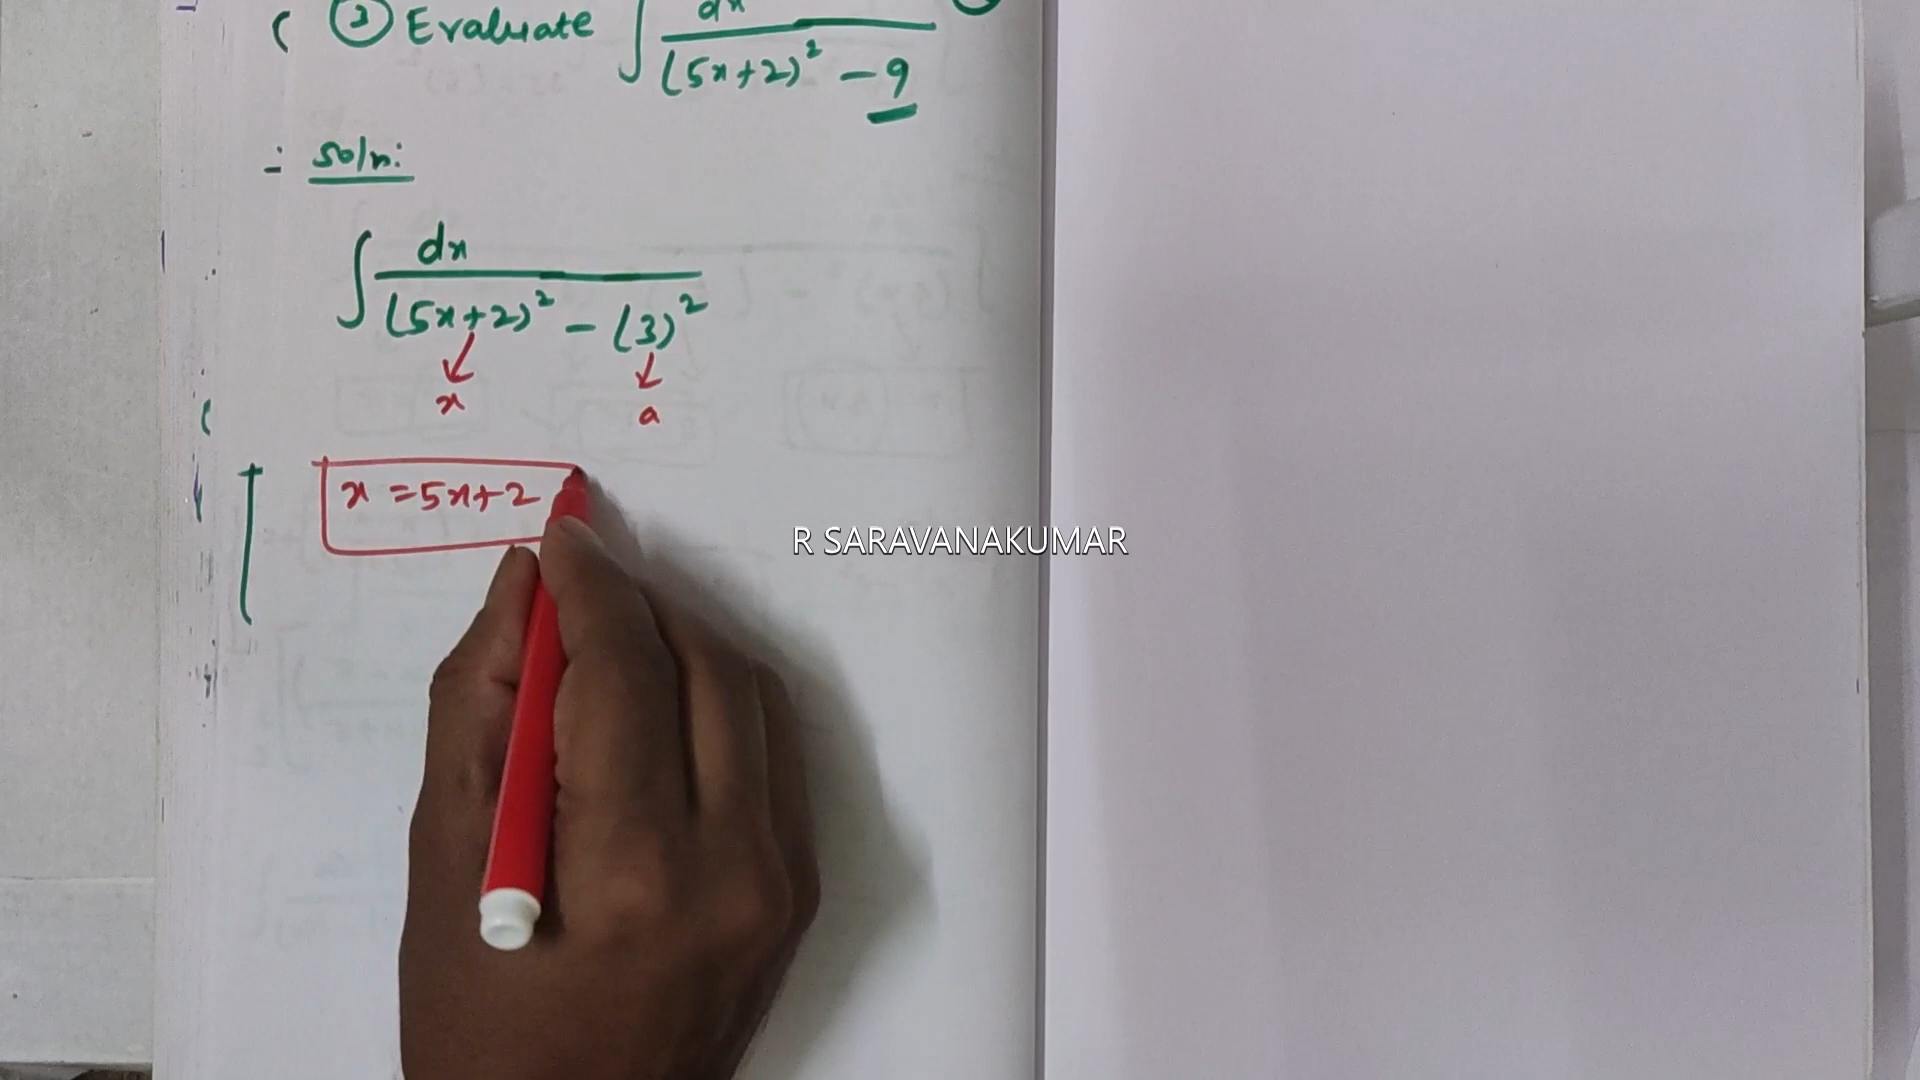 ② Evaluate ∫ dx / (5x+2)² − 9
Soln:
∫ dx / (5x+2)² − (3)²
x a
x = 5x+2
R SARAVANAKUMAR